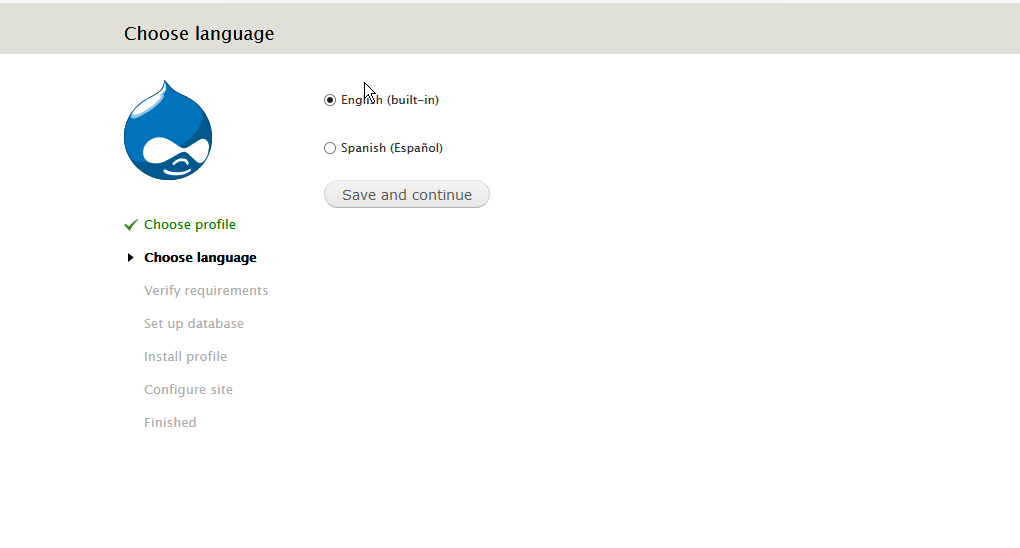 Choose language
English (built-in)
Spanish (Español)
Save and continue
Choose profile
Choose language
Verify requirements
Set up database
Install profile
Configure site
Finished